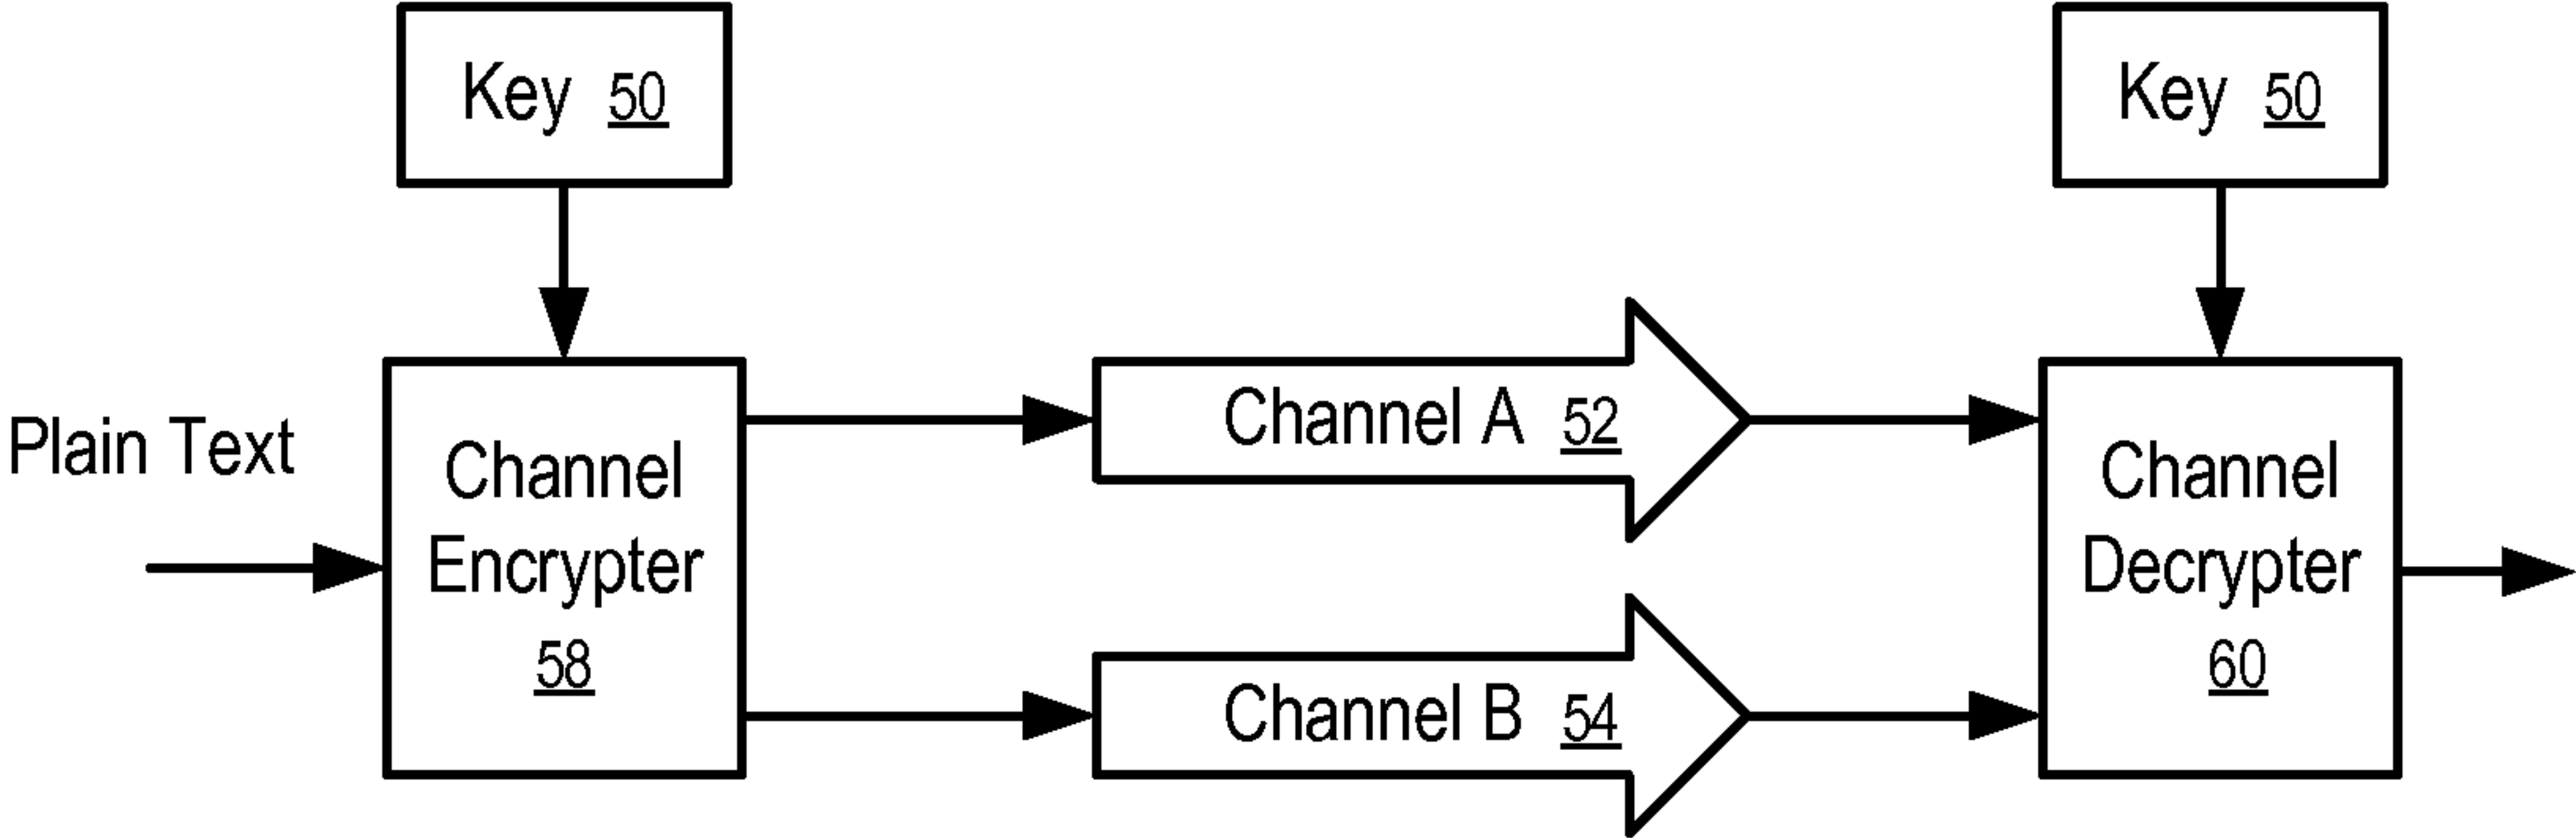 Key 50
Key 50
Plain Text
Channel
Encrypter
58
Channel A 52
Channel B 54
Channel
Decrypter
60